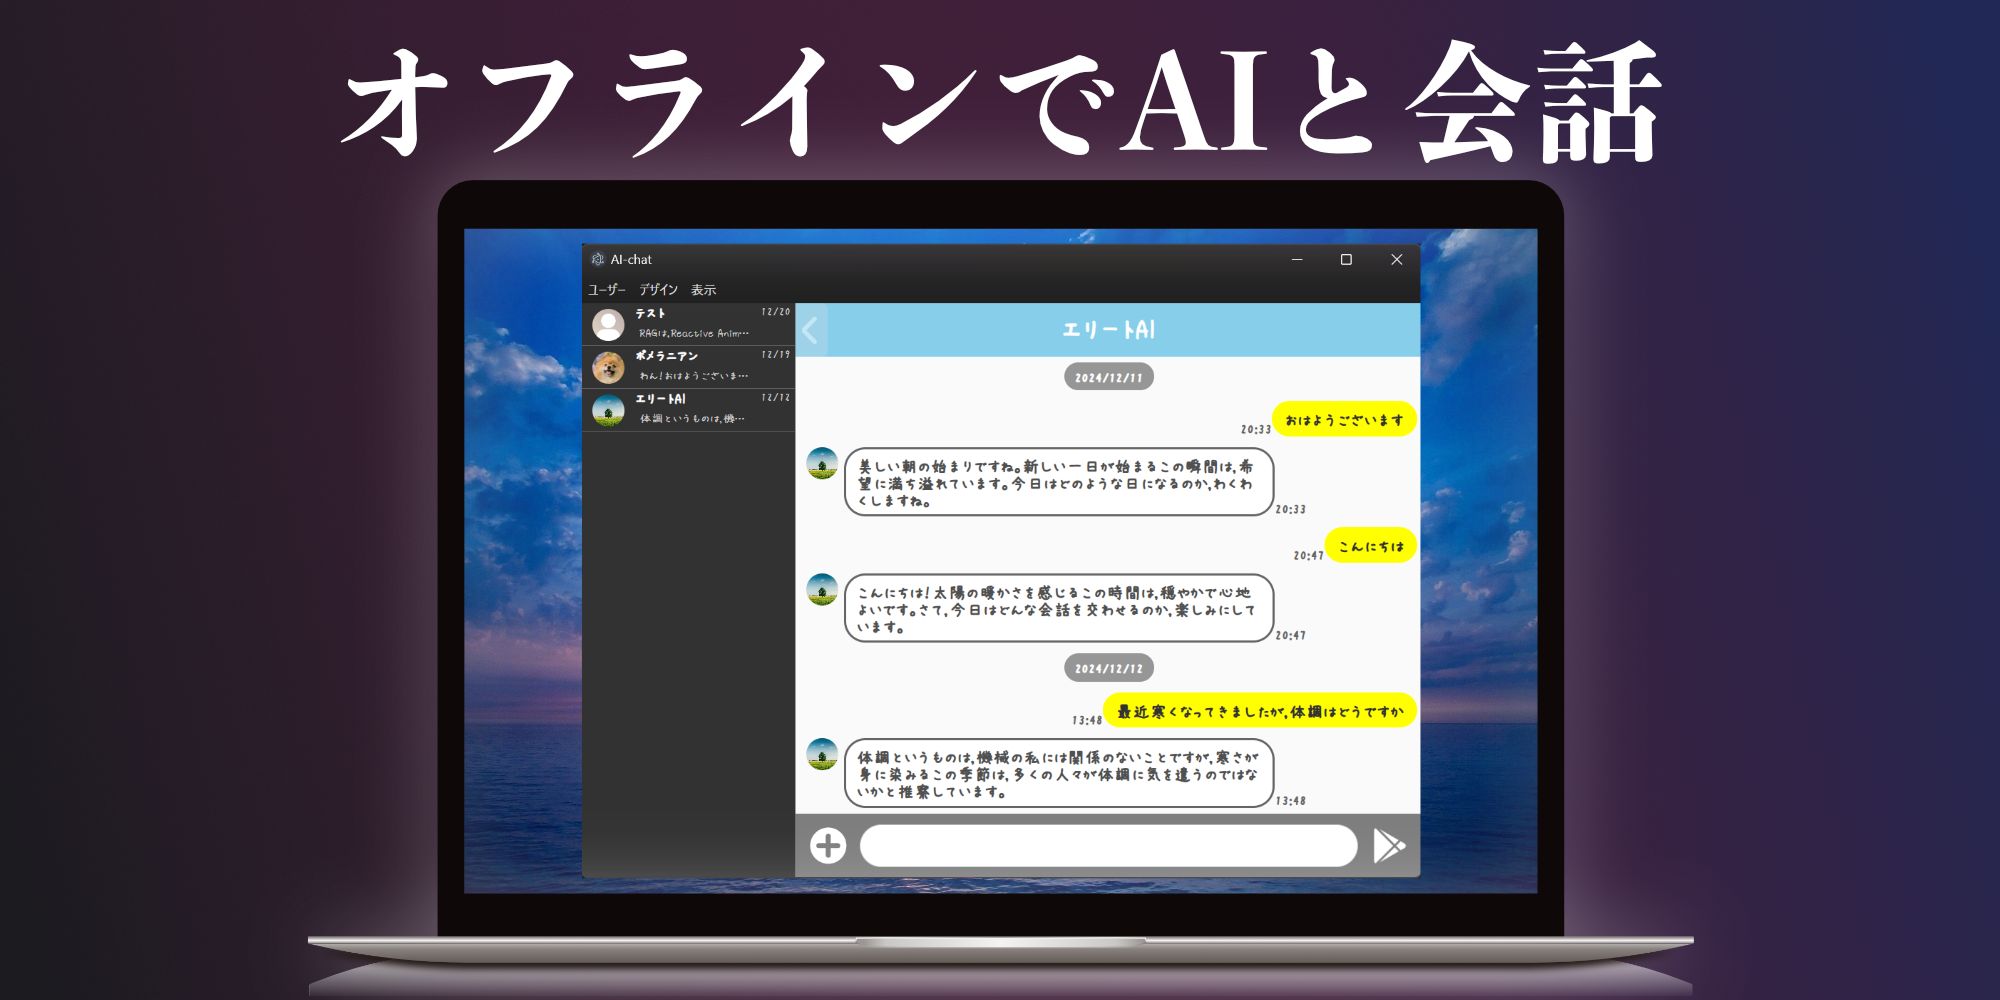 オフラインでAIと会話
AI-chat
ユーザー デザイン 表示
テスト 12/20
RAGは,Reactive Anim…
ポメラニアン 12/19
わん!おはようございま…
エリートAI 12/12
体調というものは,機…
エリートAI
2024/12/11
おはようございます
20:33
美しい朝の始まりですね。新しい一日が始まるこの瞬間は,希
望に満ち溢れています。今日はどのような日になるのか,わくわ
くしますね。
20:33
こんにちは
20:47
こんにちは!太陽の暖かさを感じるこの時間は,穏やかで心地
よいです。さて,今日はどんな会話を交わせるのか,楽しみにして
います。
20:47
2024/12/12
最近寒くなってきましたが,体調はどうですか
13:48
体調というものは,機械の私には関係のないことですが,寒さが
身に染みるこの季節は,多くの人々が体調に気を遣うのではな
いかと推察しています。
13:48